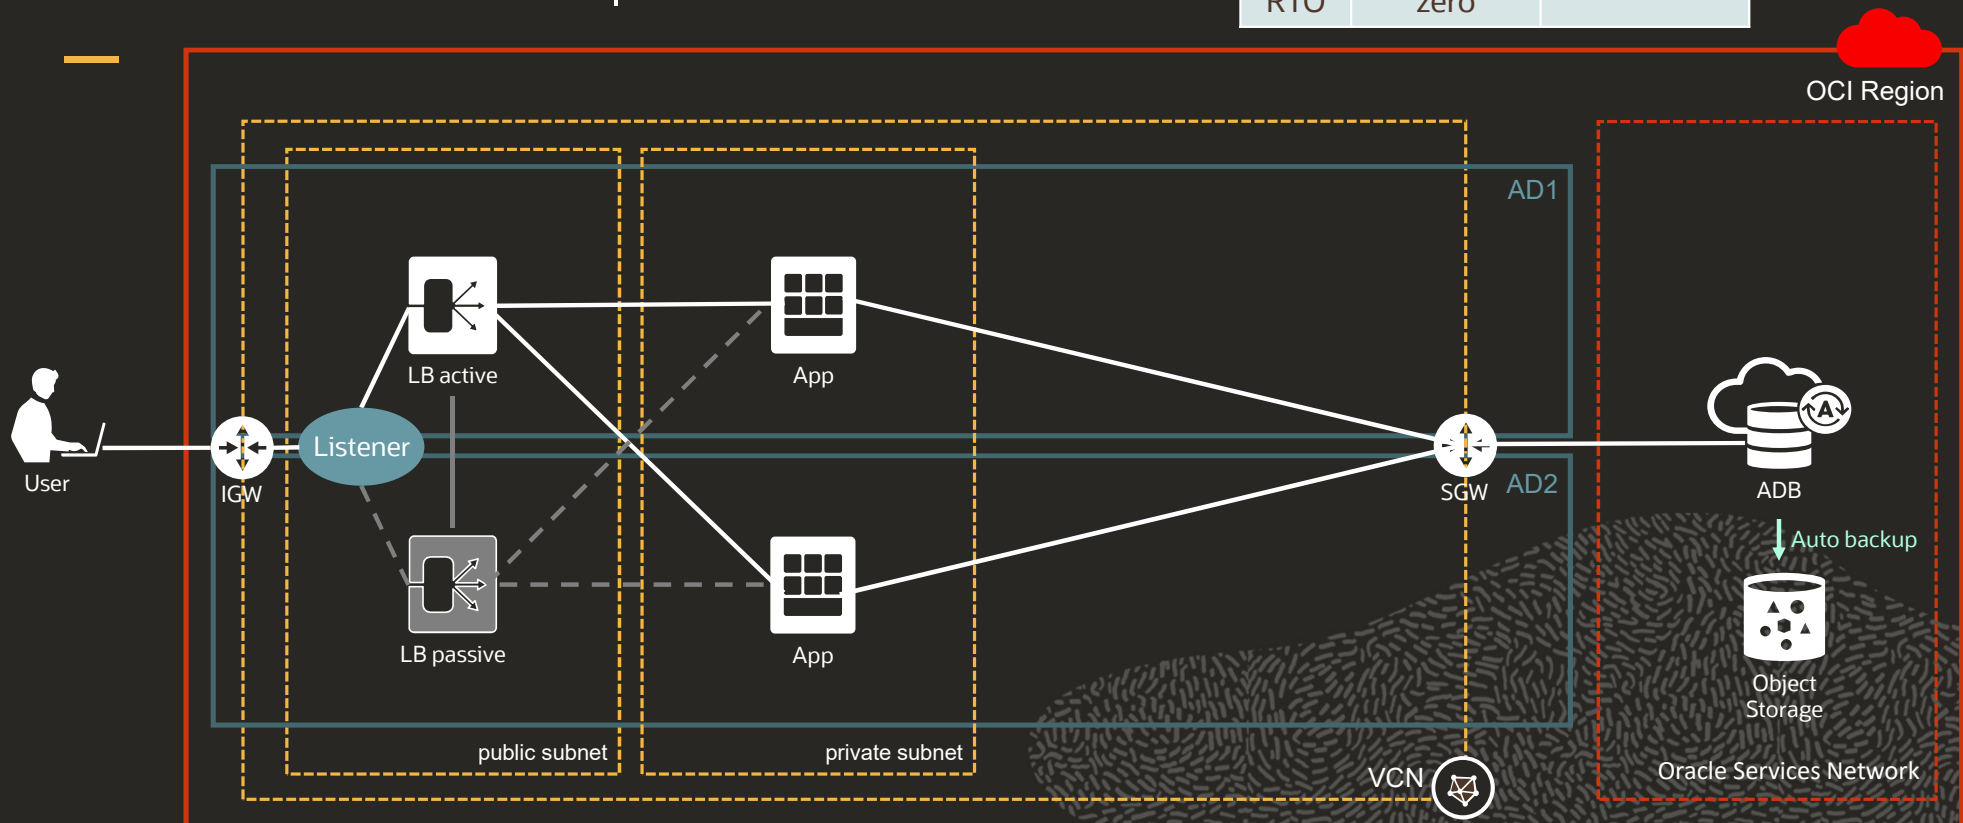 RTO zero
OCI Region
AD1
LB active
App
Listener
User
IGW
SGW
AD2
ADB
Auto backup
LB passive
App
Object
Storage
public subnet
private subnet
VCN
Oracle Services Network